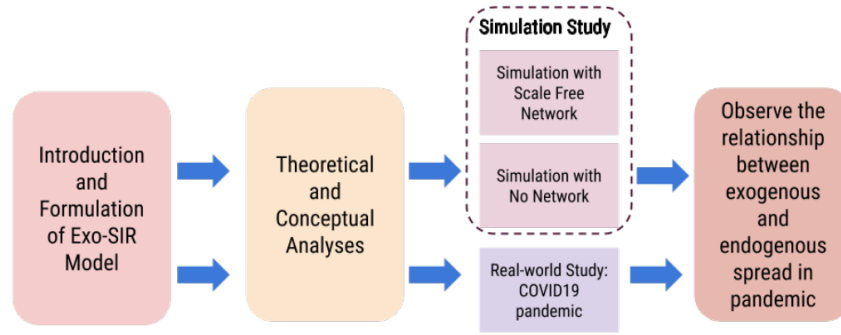 Introduction
and
Formulation
of Exo-SIR
Model
Theoretical
and
Conceptual
Analyses
Simulation Study
Simulation with
Scale Free
Network
Simulation with
No Network
Real-world Study:
COVID19
pandemic
Observe the
relationship
between
exogenous
and
endogenous
spread in
pandemic